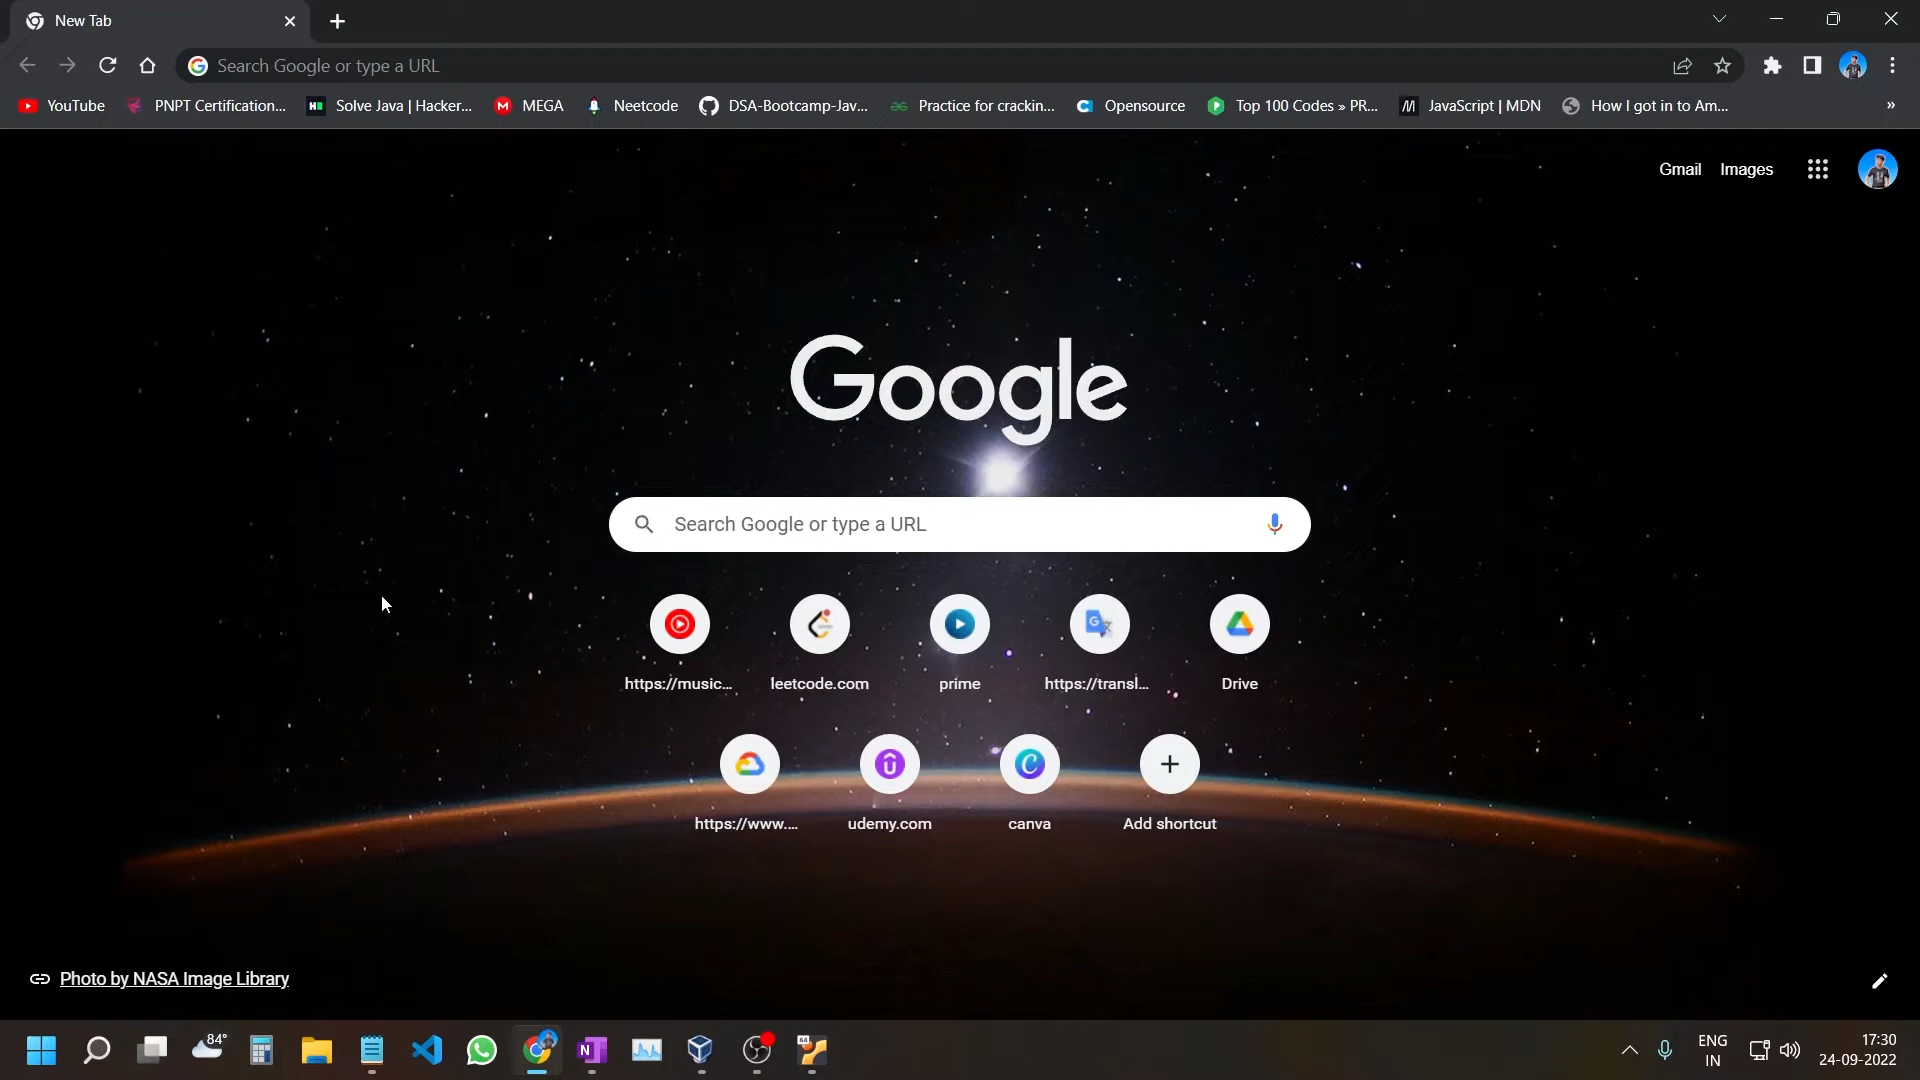 New Tab
Search Google or type a URL
YouTube PNPT Certification... Solve Java | Hacker... MEGA Neetcode DSA-Bootcamp-Jav... Practice for crackin... Opensource Top 100 Codes » PR... JavaScript | MDN How I got in to Am... »
Gmail Images
Google
Search Google or type a URL
https://music... leetcode.com prime https://transl... Drive
https://www.... udemy.com canva Add shortcut
Photo by NASA Image Library
84°
N
64
ENG
IN
17:30
24-09-2022